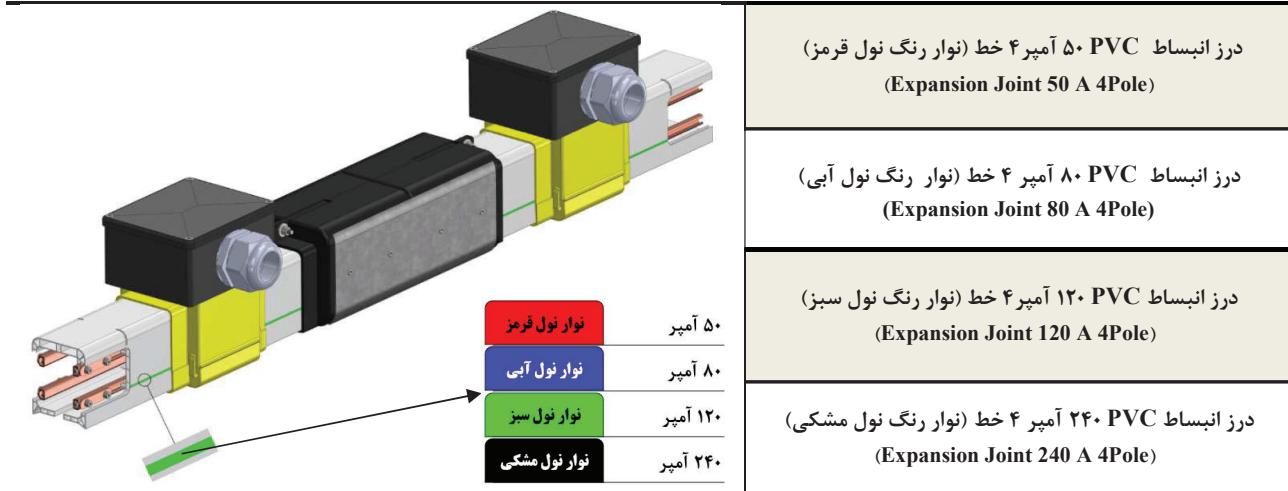 درز انبساط PVC ۵۰ آمپر۴ خط (نوار رنگ نول قرمز)
(Expansion Joint 50 A 4Pole)
درز انبساط PVC ۸۰ آمپر ۴ خط (نوار رنگ نول آبی)
(Expansion Joint 80 A 4Pole)
درز انبساط PVC ۱۲۰ آمپر۴ خط (نوار رنگ نول سبز)
(Expansion Joint 120 A 4Pole)
درز انبساط PVC ۲۴۰ آمپر ۴ خط (نوار رنگ نول مشکی)
(Expansion Joint 240 A 4Pole)
۵۰ آمپر نوار نول قرمز
۸۰ آمپر نوار نول آبی
۱۲۰ آمپر نوار نول سبز
۲۴۰ آمپر نوار نول مشکی